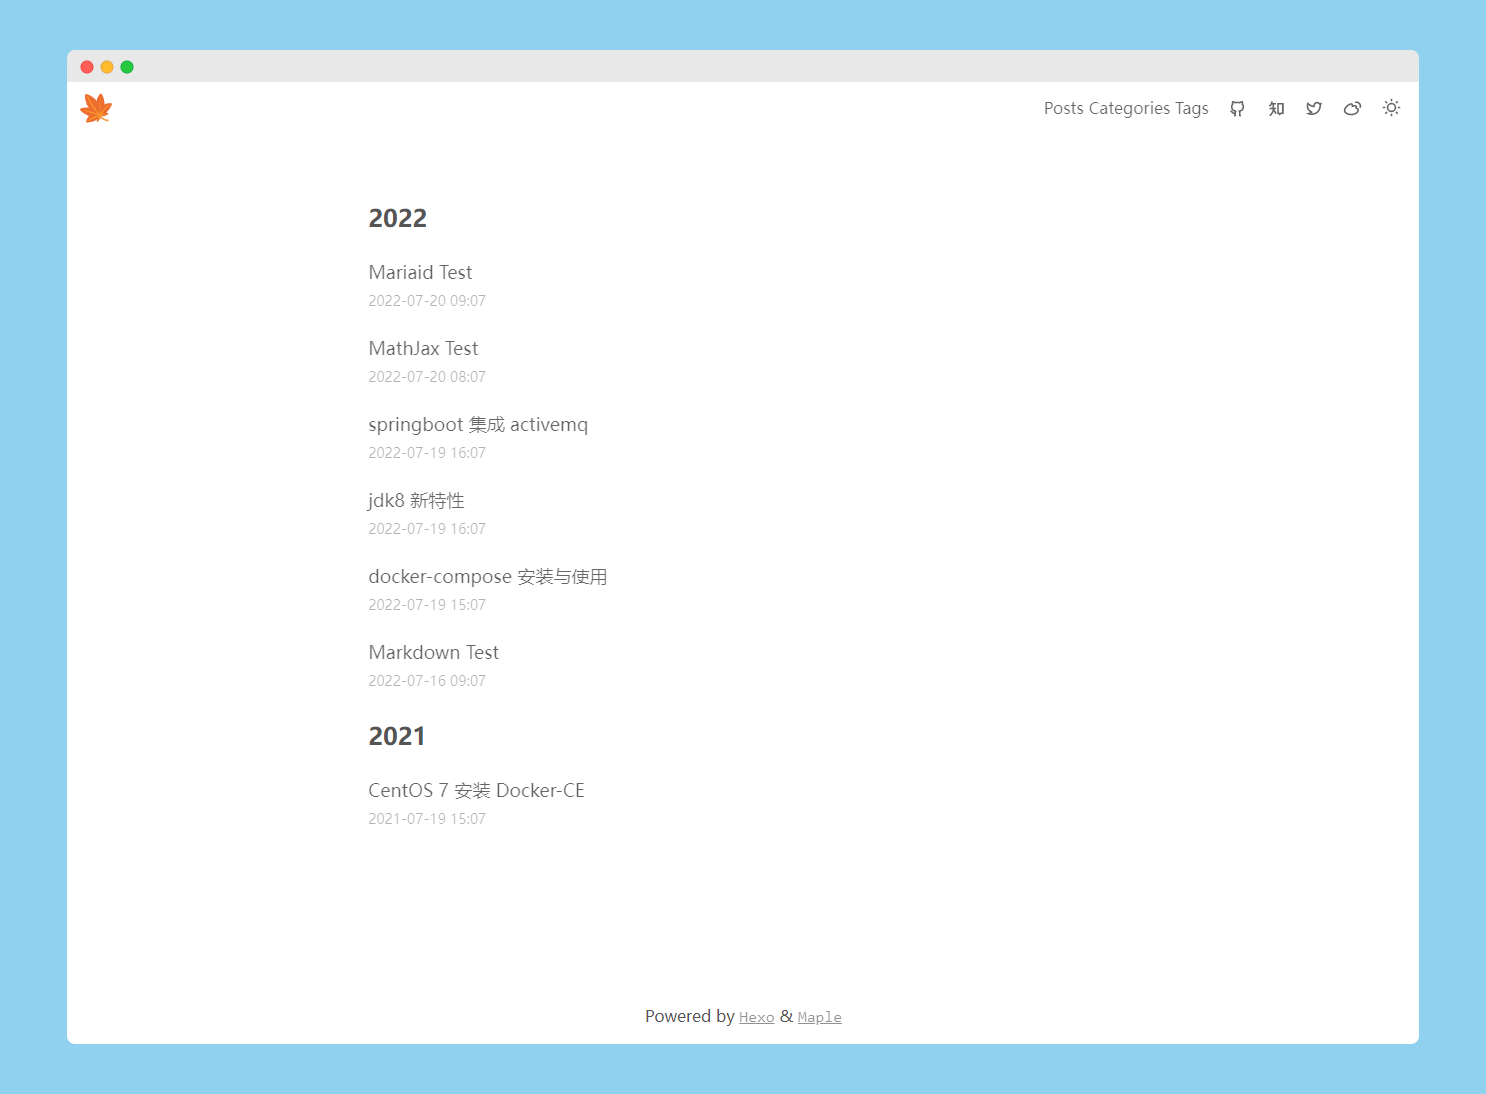 Posts Categories Tags 知
2022
Mariaid Test
2022-07-20 09:07
MathJax Test
2022-07-20 08:07
springboot 集成 activemq
2022-07-19 16:07
jdk8 新特性
2022-07-19 16:07
docker-compose 安装与使用
2022-07-19 15:07
Markdown Test
2022-07-16 09:07
2021
CentOS 7 安装 Docker-CE
2021-07-19 15:07
Powered by Hexo & Maple